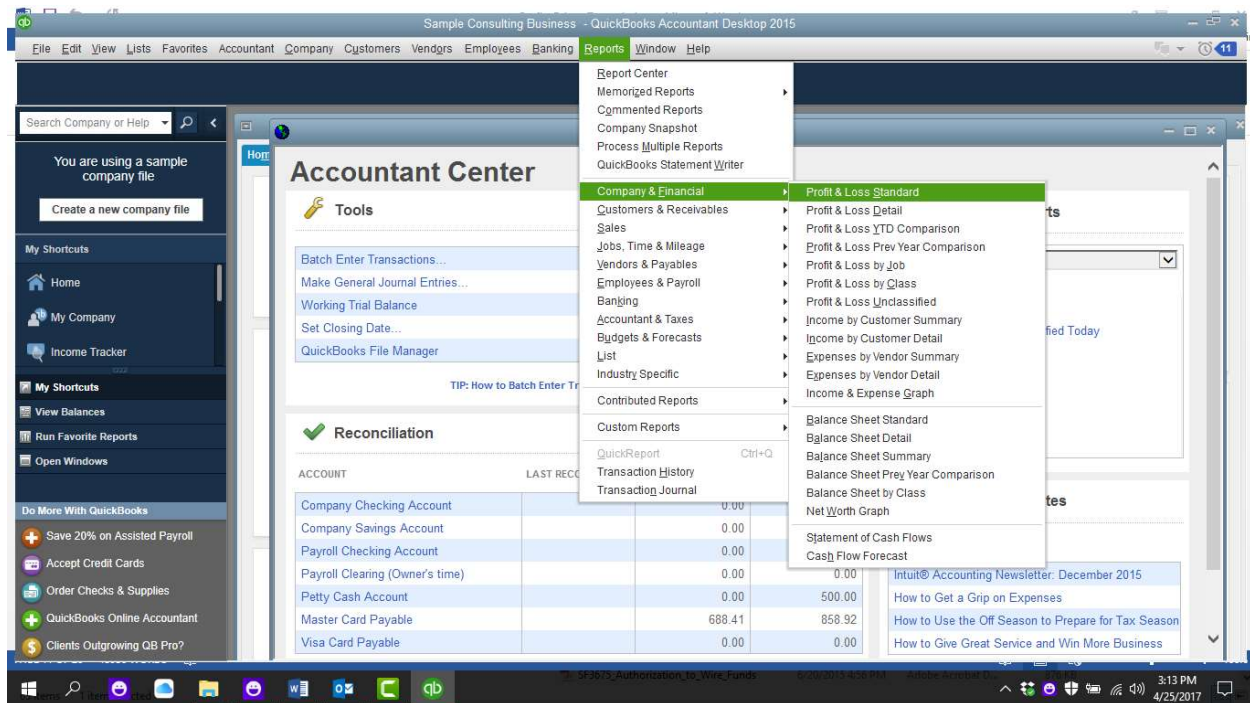 Sample Consulting Business - QuickBooks Accountant Desktop 2015
File Edit View Lists Favorites Accountant Company Customers Vendors Employees Banking Reports Window Help
11
Search Company or Help
You are using a sample
company file
Create a new company file
My Shortcuts
Home
My Company
Income Tracker
My Shortcuts
View Balances
Run Favorite Reports
Open Windows
Do More With QuickBooks
Save 20% on Assisted Payroll
Accept Credit Cards
Order Checks & Supplies
QuickBooks Online Accountant
Clients Outgrowing QB Pro?
Hom
Accountant Center
Tools
Batch Enter Transactions...
Make General Journal Entries...
Working Trial Balance
Set Closing Date...
QuickBooks File Manager
TIP: How to Batch Enter Tr
Reconciliation
ACCOUNT LAST RECO
Company Checking Account 0.00
Company Savings Account 0.00
Payroll Checking Account 0.00
Payroll Clearing (Owner's time) 0.00 0.00
Petty Cash Account 0.00 500.00
Master Card Payable 688.41 858.92
Visa Card Payable 0.00 0.00
Report Center
Memorized Reports
Commented Reports
Company Snapshot
Process Multiple Reports
QuickBooks Statement Writer
Company & Financial
Customers & Receivables
Sales
Jobs, Time & Mileage
Vendors & Payables
Employees & Payroll
Banking
Accountant & Taxes
Budgets & Forecasts
List
Industry Specific
Contributed Reports
Custom Reports
QuickReport Ctrl+Q
Transaction History
Transaction Journal
Profit & Loss Standard
Profit & Loss Detail
Profit & Loss YTD Comparison
Profit & Loss Prev Year Comparison
Profit & Loss by Job
Profit & Loss by Class
Profit & Loss Unclassified
Income by Customer Summary
Income by Customer Detail
Expenses by Vendor Summary
Expenses by Vendor Detail
Income & Expense Graph
Balance Sheet Standard
Balance Sheet Detail
Balance Sheet Summary
Balance Sheet Prev Year Comparison
Balance Sheet by Class
Net Worth Graph
Statement of Cash Flows
Cash Flow Forecast
rts
fied Today
tes
Intuit® Accounting Newsletter: December 2015
How to Get a Grip on Expenses
How to Use the Off Season to Prepare for Tax Season
How to Give Great Service and Win More Business
SF3675_Authorization_to_Wire_Funds
3:13 PM
4/25/2017